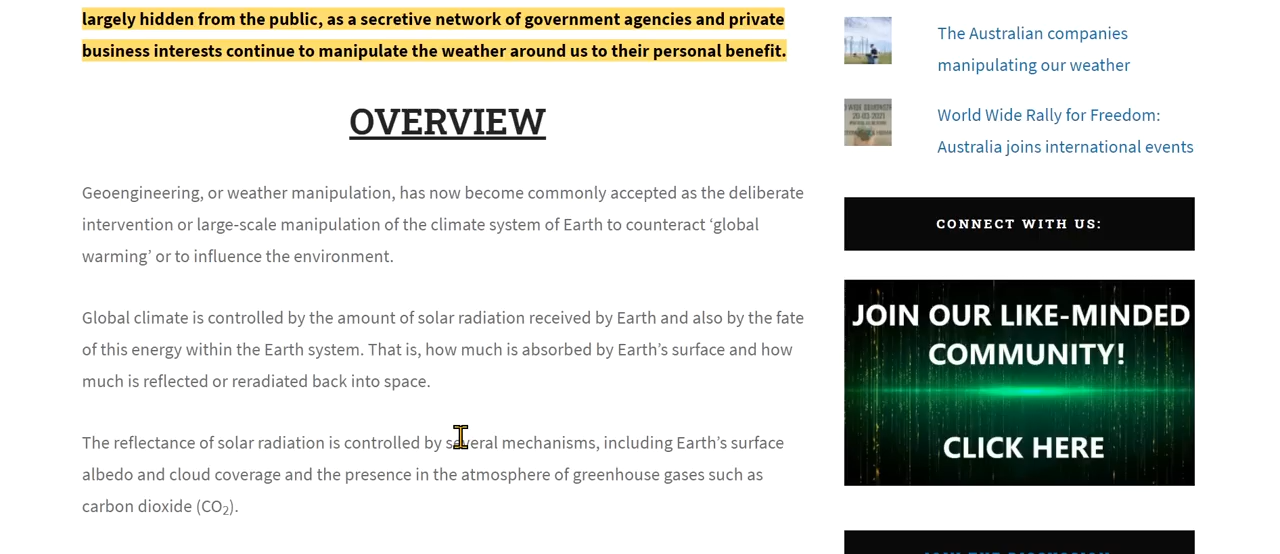 largely hidden from the public, as a secretive network of government agencies and private
business interests continue to manipulate the weather around us to their personal benefit.
OVERVIEW
Geoengineering, or weather manipulation, has now become commonly accepted as the deliberate
intervention or large-scale manipulation of the climate system of Earth to counteract ‘global
warming’ or to influence the environment.
Global climate is controlled by the amount of solar radiation received by Earth and also by the fate
of this energy within the Earth system. That is, how much is absorbed by Earth’s surface and how
much is reflected or reradiated back into space.
The reflectance of solar radiation is controlled by several mechanisms, including Earth’s surface
albedo and cloud coverage and the presence in the atmosphere of greenhouse gases such as
carbon dioxide (CO₂).
The Australian companies
manipulating our weather
World Wide Rally for Freedom:
Australia joins international events
CONNECT WITH US:
JOIN OUR LIKE-MINDED
COMMUNITY!
CLICK HERE